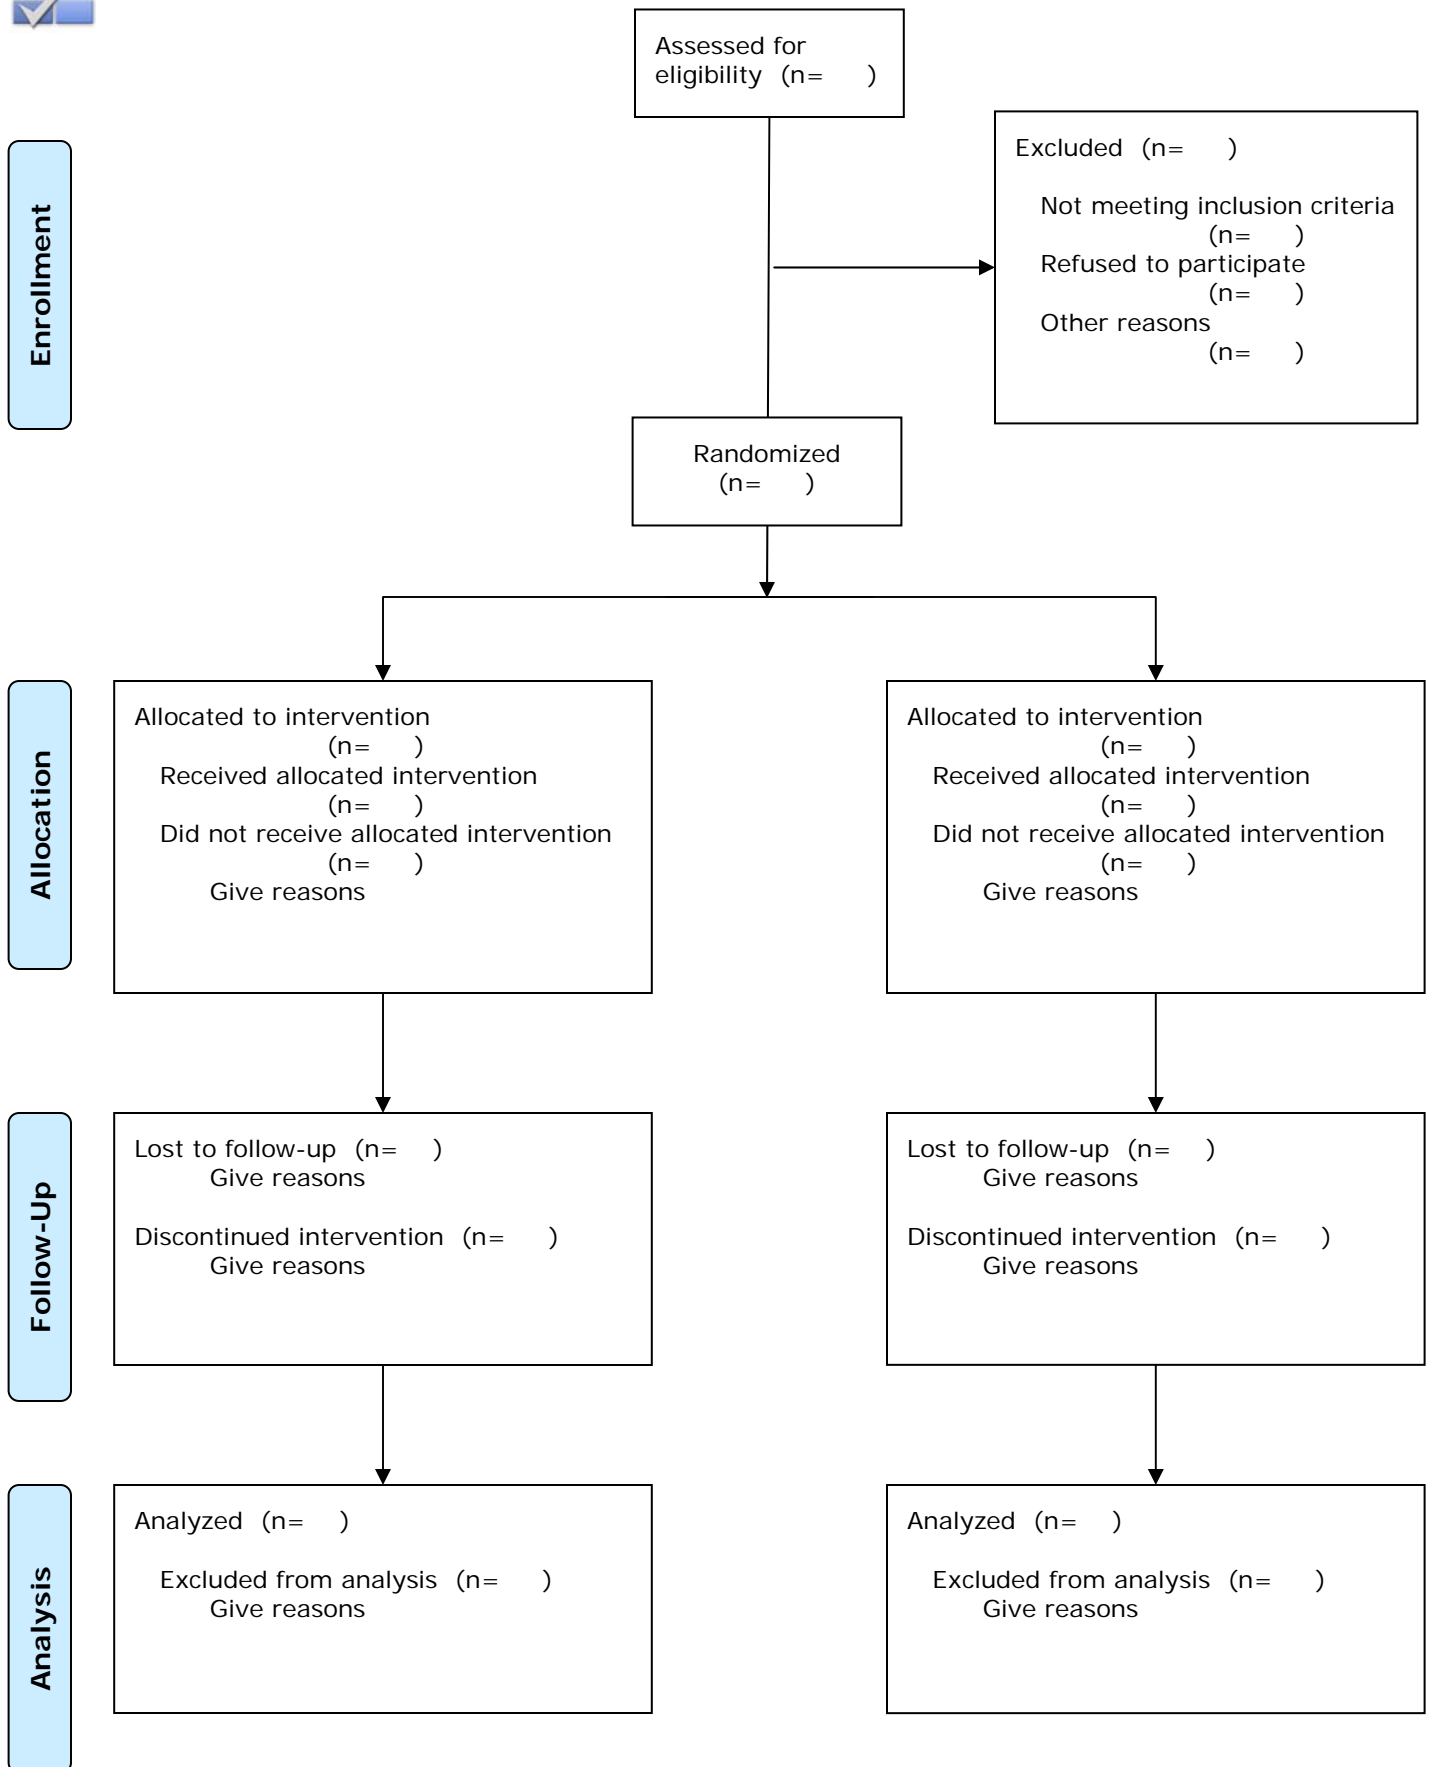 Assessed for
eligibility (n=    )
Enrollment
Excluded (n=    )
Not meeting inclusion criteria
(n=    )
Refused to participate
(n=    )
Other reasons
(n=    )
Randomized
(n=    )
Allocation
Allocated to intervention
(n=    )
Received allocated intervention
(n=    )
Did not receive allocated intervention
(n=    )
Give reasons
Allocated to intervention
(n=    )
Received allocated intervention
(n=    )
Did not receive allocated intervention
(n=    )
Give reasons
Follow-Up
Lost to follow-up (n=    )
Give reasons
Discontinued intervention (n=    )
Give reasons
Lost to follow-up (n=    )
Give reasons
Discontinued intervention (n=    )
Give reasons
Analysis
Analyzed (n=    )
Excluded from analysis (n=    )
Give reasons
Analyzed (n=    )
Excluded from analysis (n=    )
Give reasons